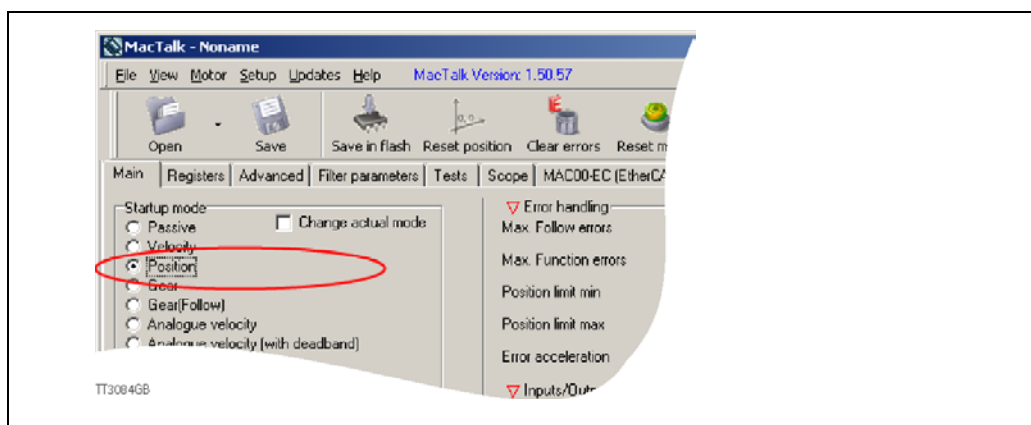 MacTalk - Noname
File View Motor Setup Updates Help MacTalk Version: 1.50.57
Open Save Save in flash Reset position Clear errors Reset m
Main Registers Advanced Filter parameters Tests Scope MAC00-EC (EtherCA
Startup mode
Change actual mode
Passive
Velocity
Position
Gear
Gear(Follow)
Analogue velocity
Analogue velocity (with deadband)
Error handling
Max. Follow errors
Max. Function errors
Position limit min
Position limit max
Error acceleration
Inputs/Outp
TT3084GB